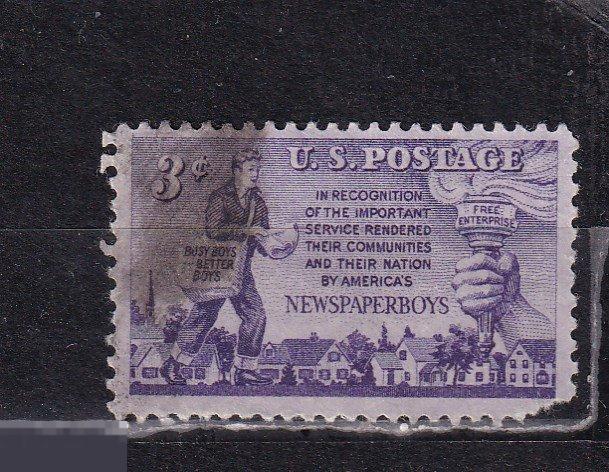 3¢
U.S. POSTAGE
IN RECOGNITION
OF THE IMPORTANT
SERVICE RENDERED
THEIR COMMUNITIES
AND THEIR NATION
BY AMERICA'S
NEWSPAPERBOYS
FREE
ENTERPRISE
BUSY BOYS
BETTER
BOYS